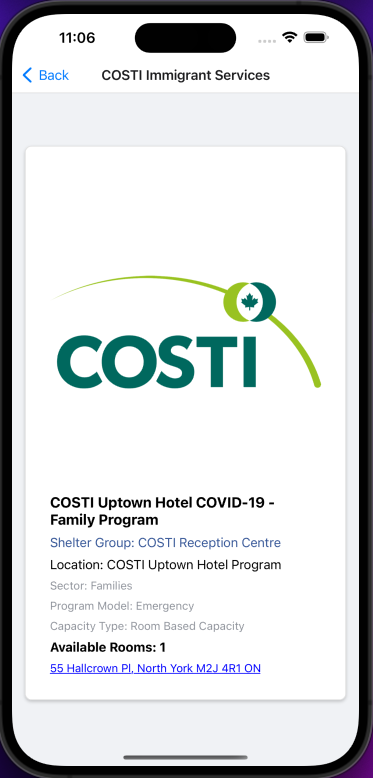 11:06
Back COSTI Immigrant Services
COSTI
COSTI Uptown Hotel COVID-19 -
Family Program
Shelter Group: COSTI Reception Centre
Location: COSTI Uptown Hotel Program
Sector: Families
Program Model: Emergency
Capacity Type: Room Based Capacity
Available Rooms: 1
55 Hallcrown Pl, North York M2J 4R1 ON